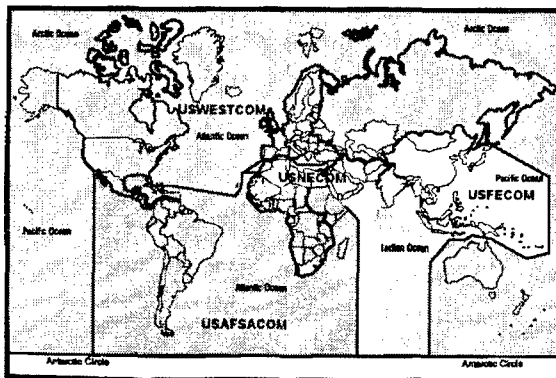 Arctic Ocean
Arctic Ocean
USWESTCOM
Atlantic Ocean
USNECOM
Pacific Ocean
USFECOM
Pacific Ocean
Indian Ocean
Atlantic Ocean
USAFSACOM
Antarctic Circle
Antarctic Circle